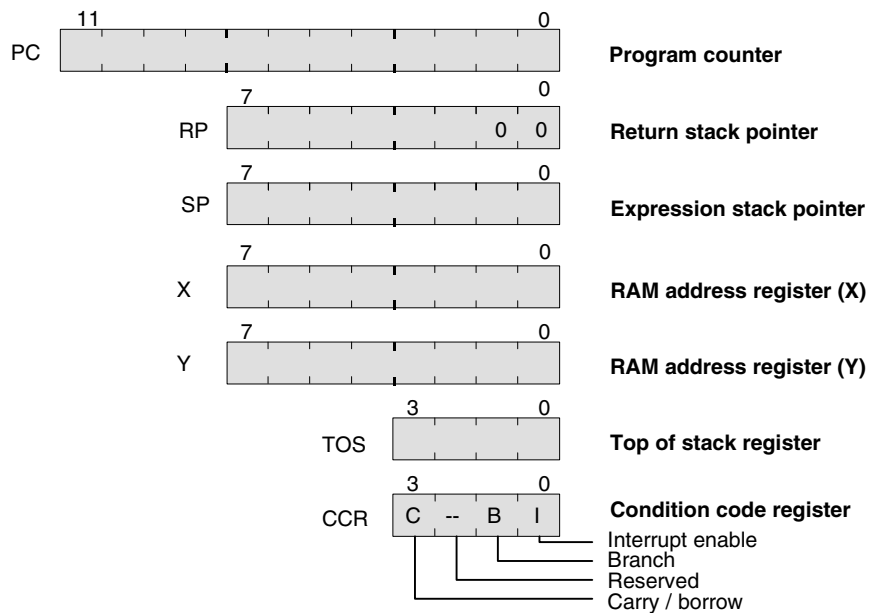 11 0
PC Program counter
7 0
RP 0 0 Return stack pointer
7 0
SP Expression stack pointer
7 0
X RAM address register (X)
7 0
Y RAM address register (Y)
3 0
TOS Top of stack register
3 0
CCR C -- B I Condition code register
Interrupt enable
Branch
Reserved
Carry / borrow